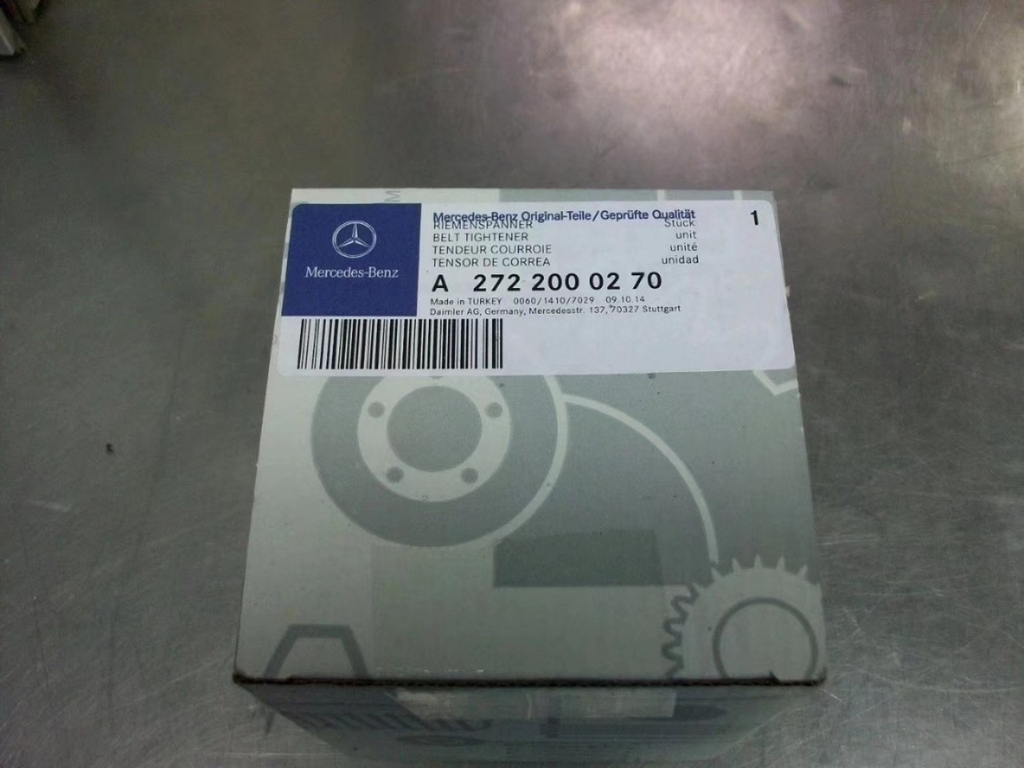 Mercedes-Benz
Mercedes-Benz Original-Teile/Geprüfte Qualität
RIEMENSPANNER Stück
BELT TIGHTENER unit
TENDEUR COURROIE unité
TENSOR DE CORREA unidad
1
A 272 200 02 70
Made in TURKEY 0060/1410/7029 09.10.14
Daimler AG, Germany, Mercedesstr. 137, 70327 Stuttgart
M